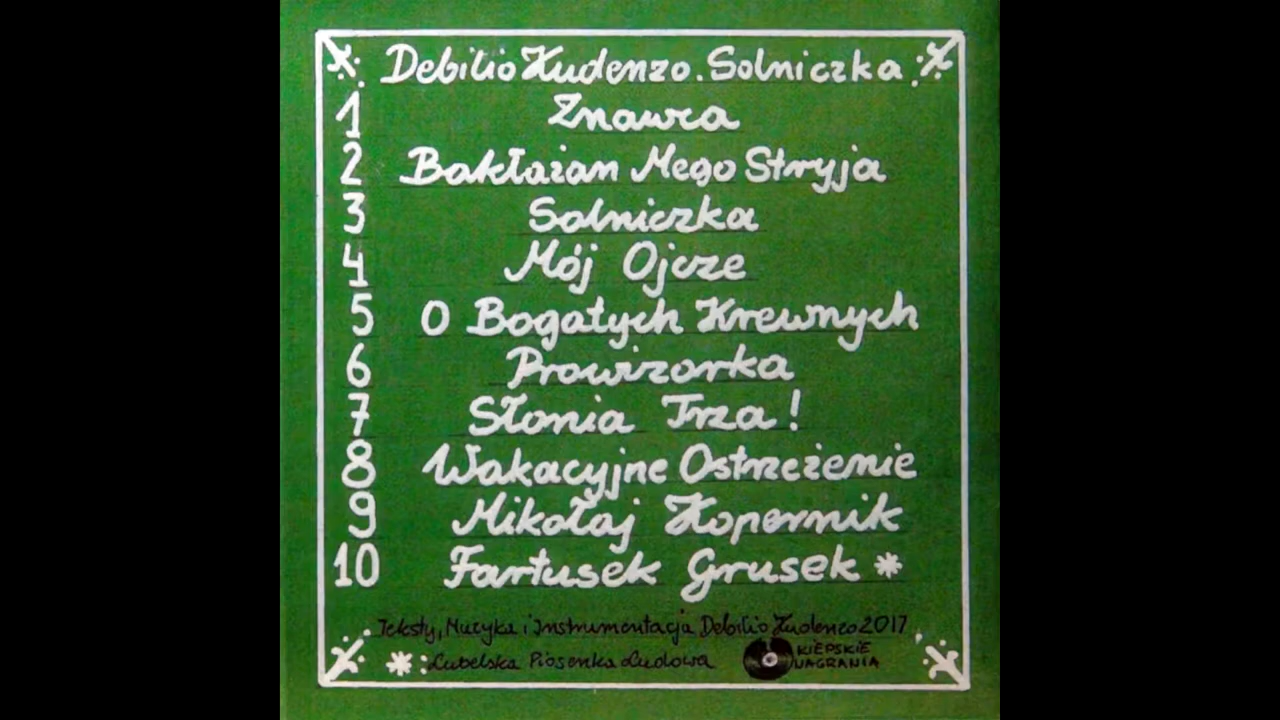 Debilio Kudenzo. Solniczka
1 Znawca
2 Bakłażan Mego Stryja
3 Solniczka
4 Mój Ojcze
5 O Bogatych Krewnych
6 Prowizorka
7 Słonia Trza!
8 Wakacyjne Ostrzeżenie
9 Mikołaj Kopernik
10 Fartusek Grusek *
Teksty, Muzyka i Instrumentacja Debilio Kudenzo 2017
* : Lubelska Piosenka Ludowa
KIEPSKIE
NAGRANIA